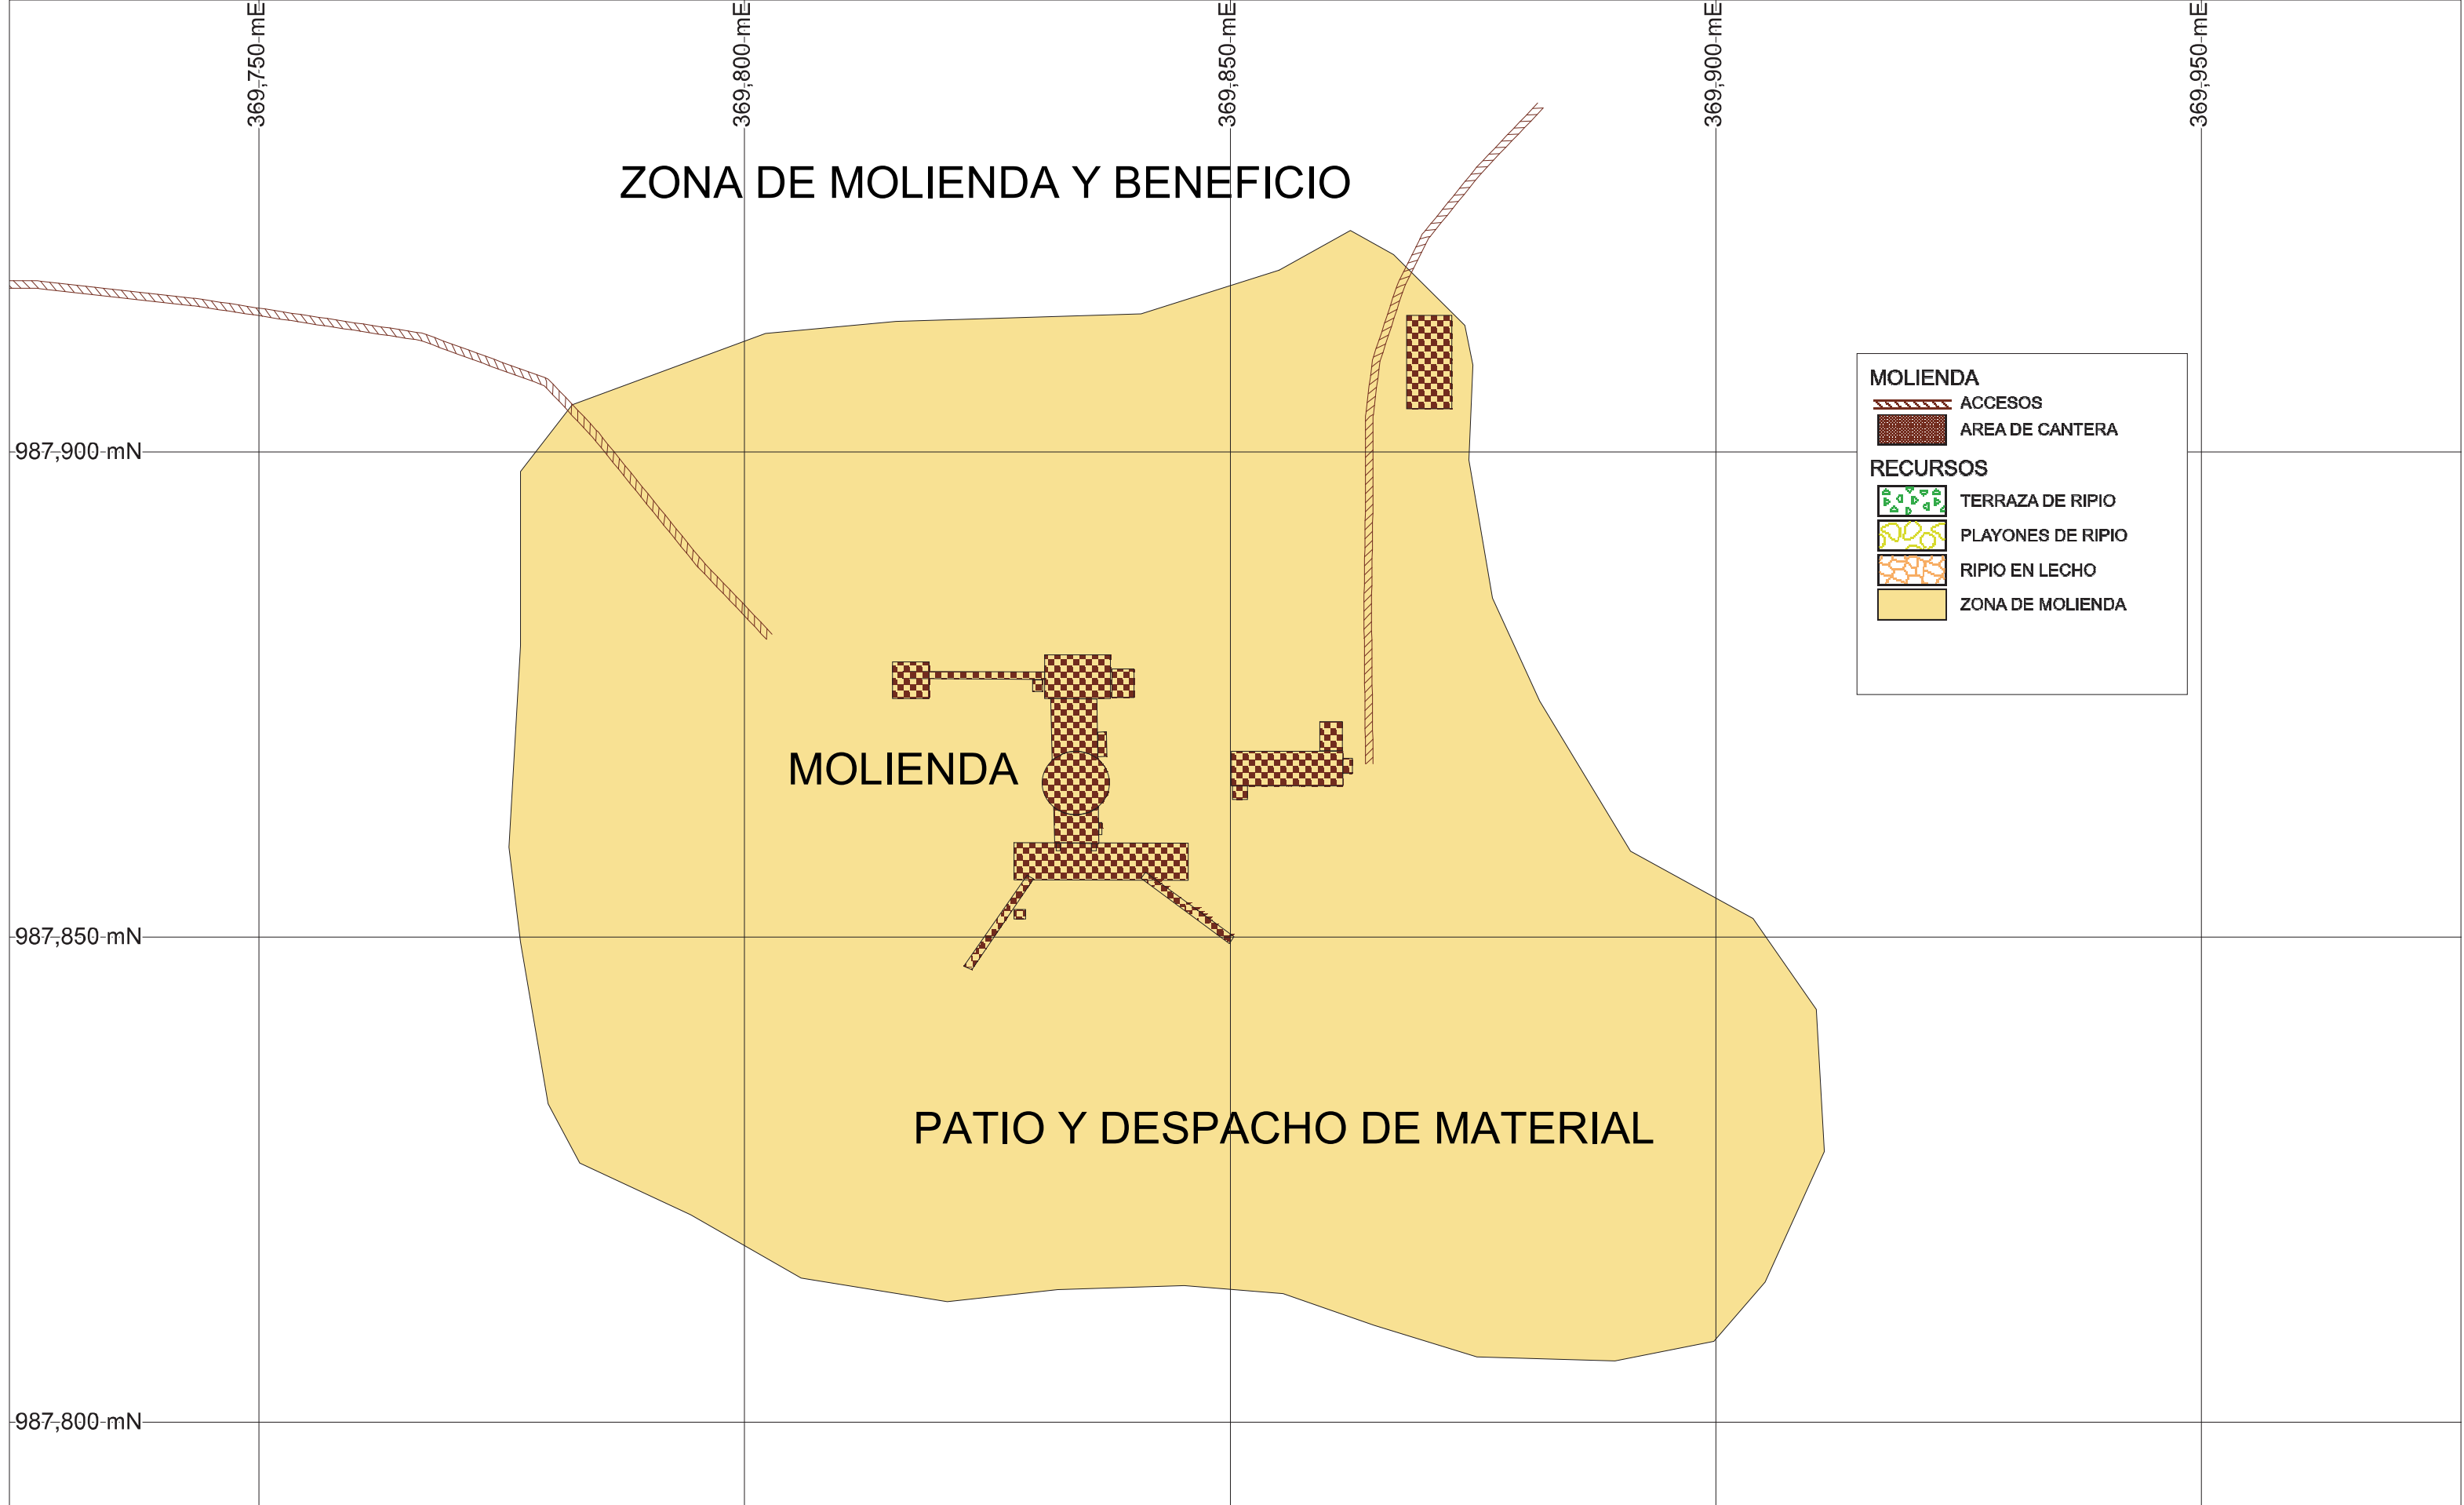 369,750 mE
369,800 mE
369,850 mE
369,900 mE
369,950 mE
ZONA DE MOLIENDA Y BENEFICIO
MOLIENDA
ACCESOS
AREA DE CANTERA
RECURSOS
TERRAZA DE RIPIO
PLAYONES DE RIPIO
RIPIO EN LECHO
ZONA DE MOLIENDA
987,900 mN
MOLIENDA
987,850 mN
PATIO Y DESPACHO DE MATERIAL
987,800 mN